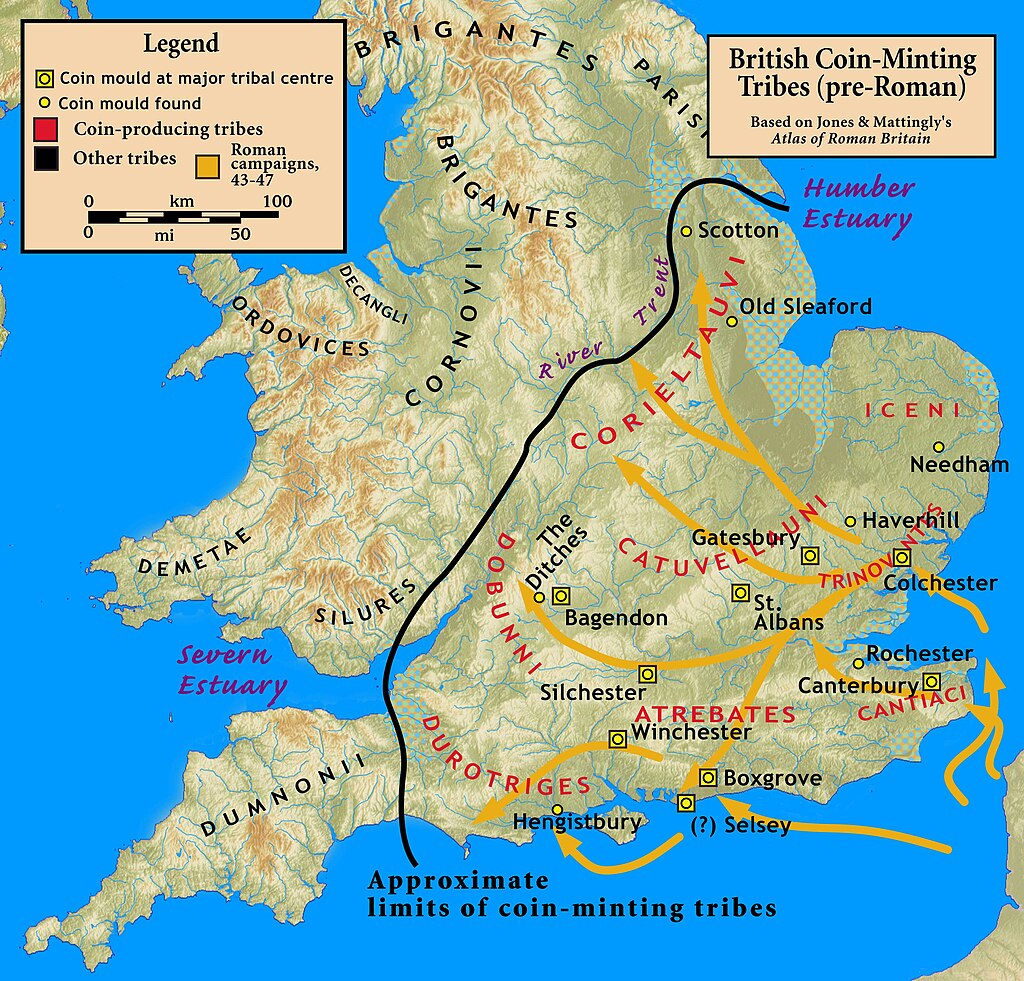 Legend
Coin mould at major tribal centre
Coin mould found
Coin-producing tribes
Other tribes
Roman
campaigns,
43-47
0 km 100
0 mi 50
British Coin-Minting
Tribes (pre-Roman)
Based on Jones & Mattingly's
Atlas of Roman Britain
BRIGANTES
PARISI
BRIGANTES
Humber
Estuary
Scotton
DECANGLI
ORDOVICES
CORNOVII
River Trent
Old Sleaford
CORIELTAUVI
ICENI
Needham
Haverhill
Gatesbury
CATUVELLAUNI
TRINOVANTIS
Colchester
The
Ditches
DOBUNNI
Bagendon
St.
Albans
DEMETAE
SILURES
Severn
Estuary
Rochester
Canterbury
CANTIACI
Silchester
ATREBATES
Winchester
DUROTRIGES
Boxgrove
DUMNONII
Hengistbury
(?) Selsey
Approximate
limits of coin-minting tribes